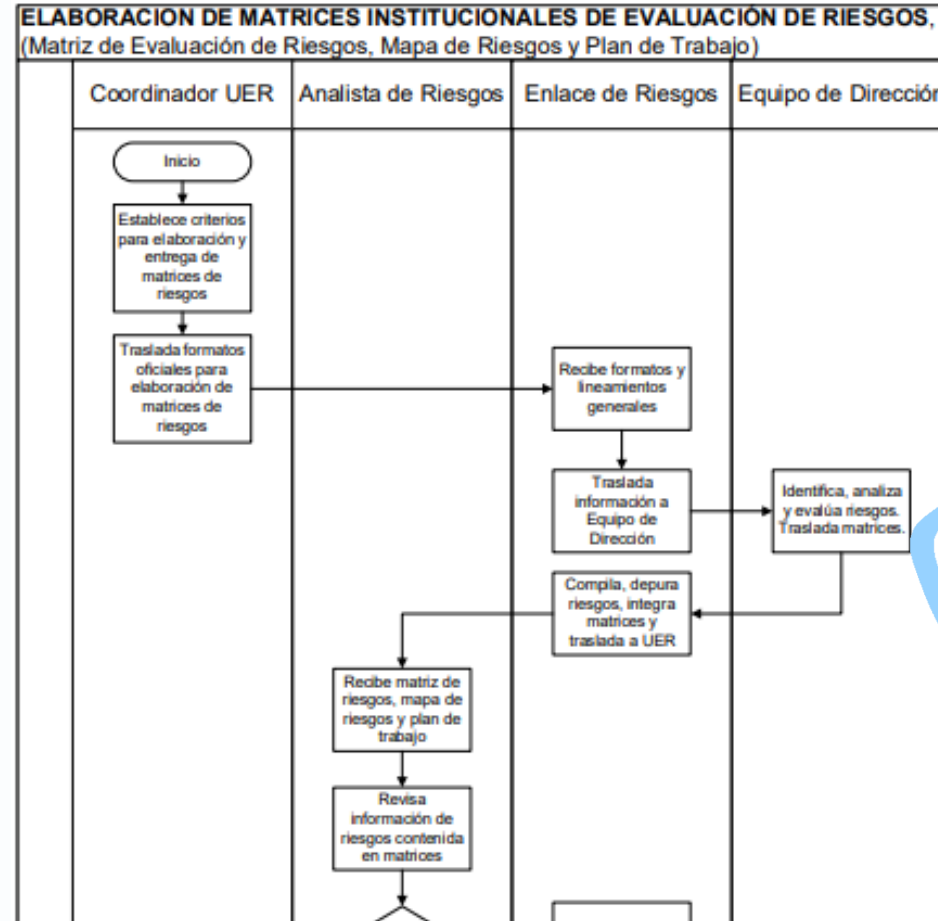 ELABORACION DE MATRICES INSTITUCIONALES DE EVALUACIÓN DE RIESGOS,
(Matriz de Evaluación de Riesgos, Mapa de Riesgos y Plan de Trabajo)
Coordinador UER
Analista de Riesgos
Enlace de Riesgos
Equipo de Dirección
Inicio
Establece criterios
para elaboración y
entrega de
matrices de
riesgos
Traslada formatos
oficiales para
elaboración de
matrices de
riesgos
Recibe formatos y
lineamientos
generales
Traslada
información a
Equipo de
Dirección
Identifica, analiza
y evalúa riesgos.
Traslada matrices.
Compila, depura
riesgos, integra
matrices y
traslada a UER
Recibe matriz de
riesgos, mapa de
riesgos y plan de
trabajo
Revisa
información de
riesgos contenida
en matrices